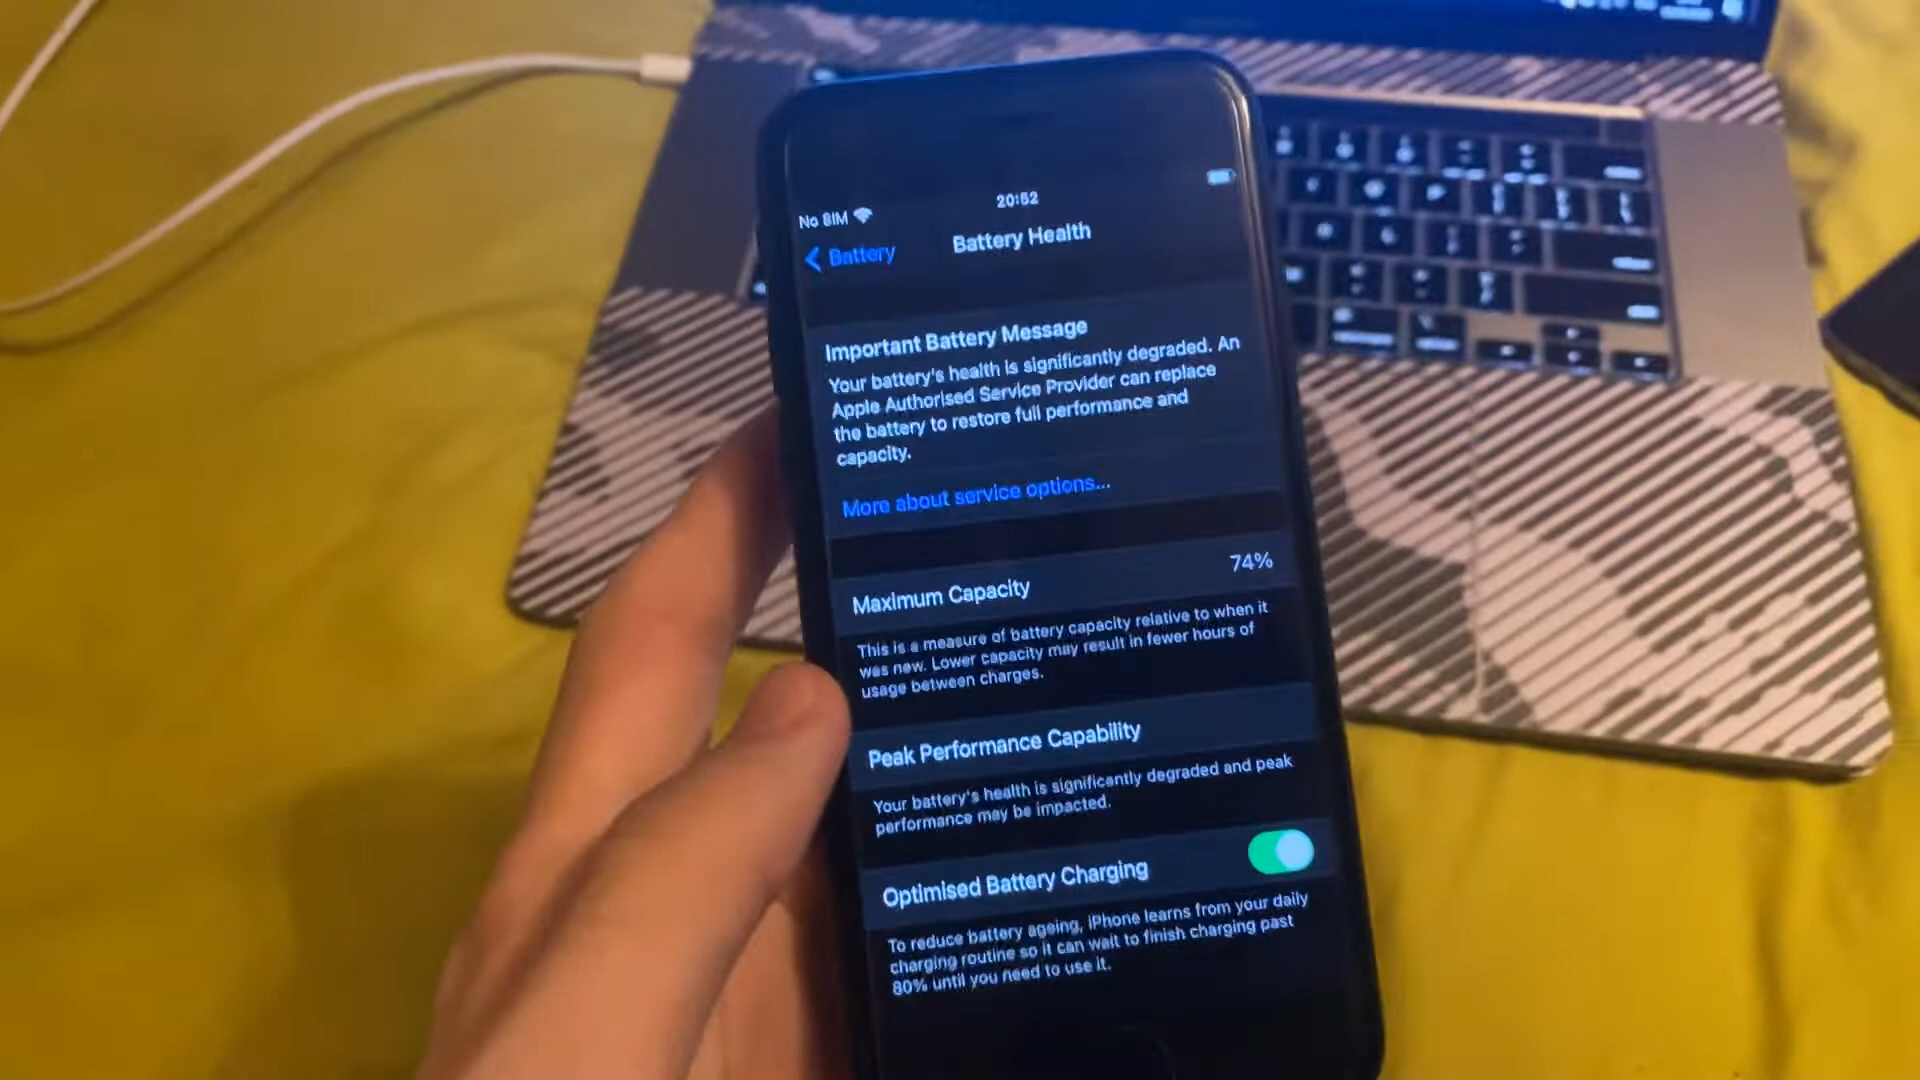 No SIM
20:52
Battery
Battery Health
Important Battery Message
Your battery's health is significantly degraded. An
Apple Authorised Service Provider can replace
the battery to restore full performance and
capacity.
More about service options...
Maximum Capacity
74%
This is a measure of battery capacity relative to when it
was new. Lower capacity may result in fewer hours of
usage between charges.
Peak Performance Capability
Your battery's health is significantly degraded and peak
performance may be impacted.
Optimised Battery Charging
To reduce battery ageing, iPhone learns from your daily
charging routine so it can wait to finish charging past
80% until you need to use it.